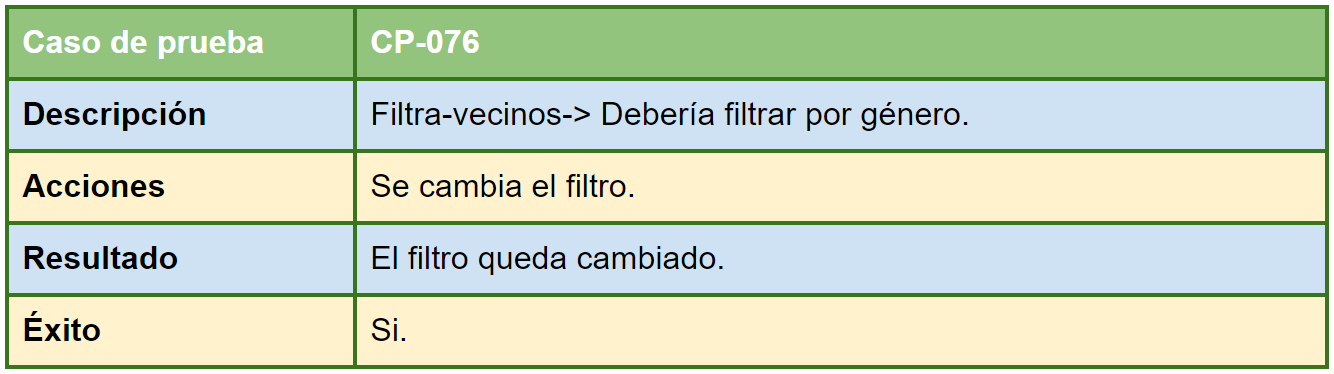 Caso de prueba CP-076
Descripción Filtra-vecinos-> Debería filtrar por género.
Acciones Se cambia el filtro.
Resultado El filtro queda cambiado.
Éxito Si.